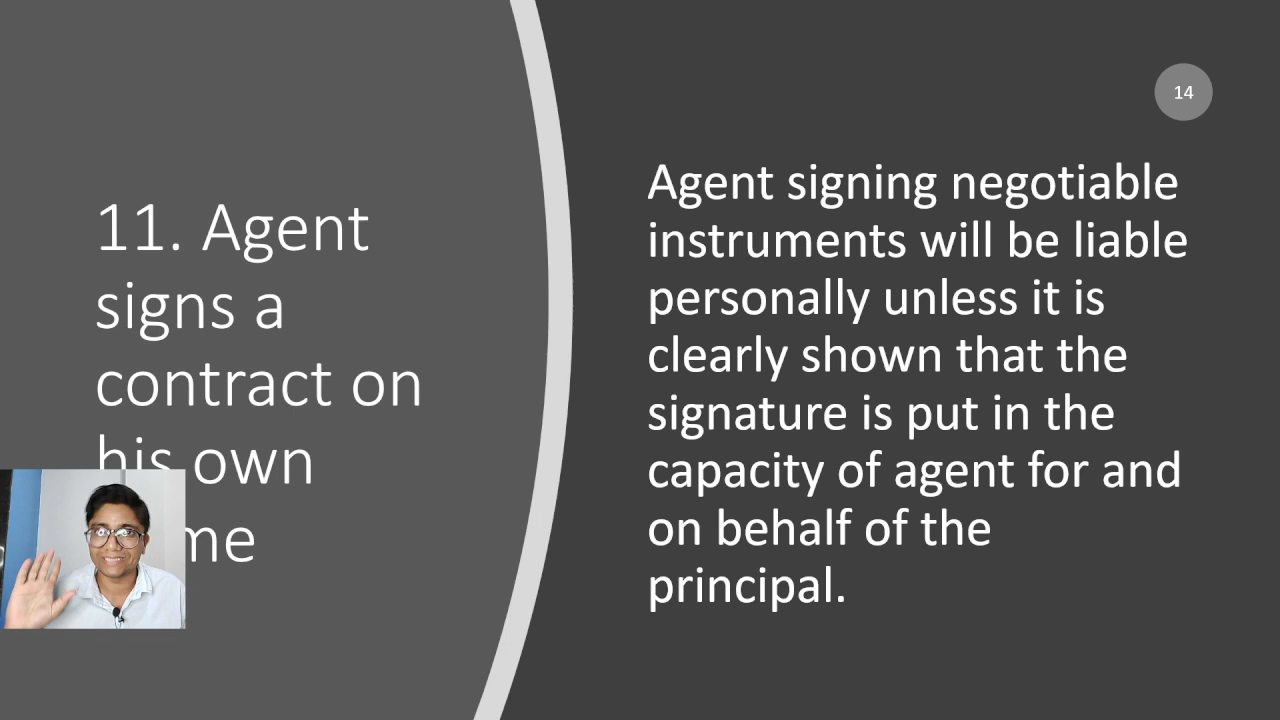 14
11. Agent
signs a
contract on
his own
me
Agent signing negotiable
instruments will be liable
personally unless it is
clearly shown that the
signature is put in the
capacity of agent for and
on behalf of the
principal.